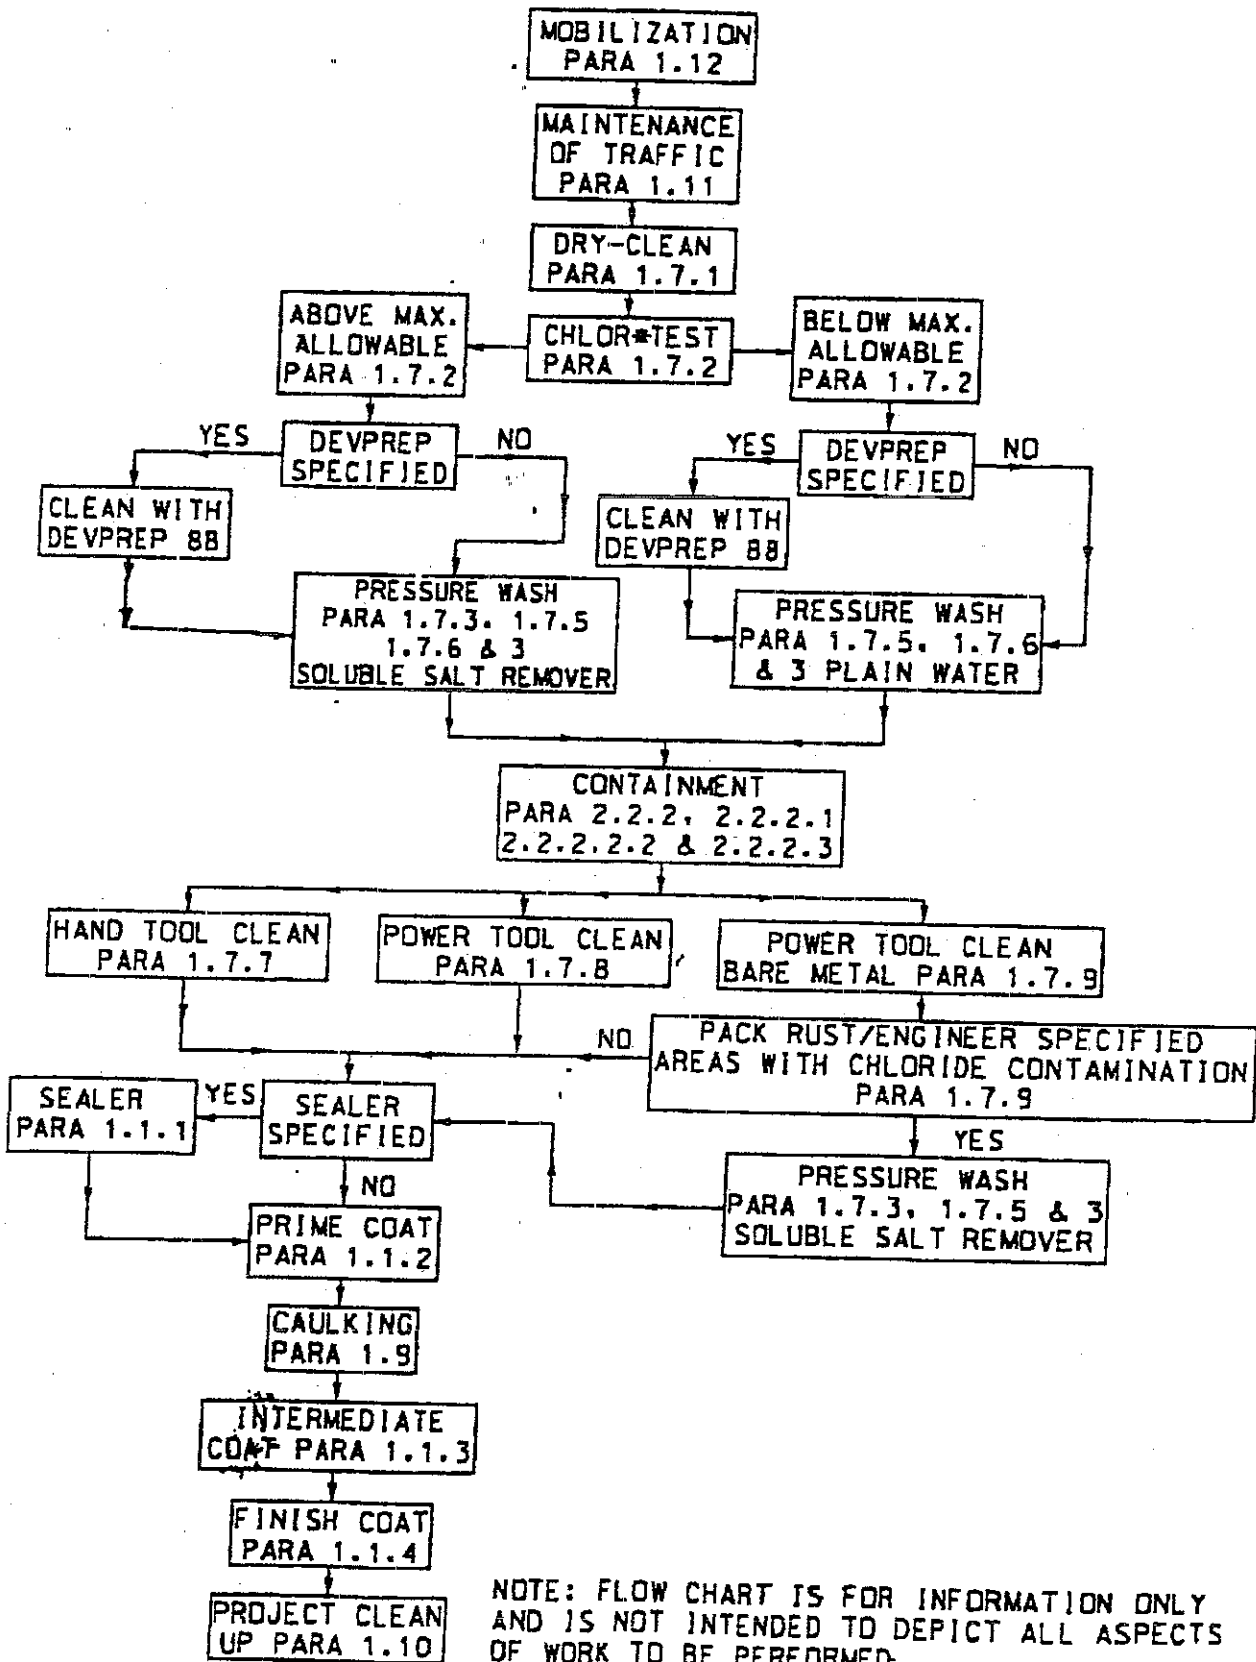 MOBILIZATION
PARA 1.12
MAINTENANCE
OF TRAFFIC
PARA 1.11
DRY-CLEAN
PARA 1.7.1
ABOVE MAX.
ALLOWABLE
PARA 1.7.2
CHLOR*TEST
PARA 1.7.2
BELOW MAX.
ALLOWABLE
PARA 1.7.2
YES
DEVPREP
SPECIFIED
NO
YES
DEVPREP
SPECIFIED
NO
CLEAN WITH
DEVPREP 88
CLEAN WITH
DEVPREP 88
PRESSURE WASH
PARA 1.7.3. 1.7.5
1.7.6 & 3
SOLUBLE SALT REMOVER
PRESSURE WASH
PARA 1.7.5. 1.7.6
& 3 PLAIN WATER
CONTAINMENT
PARA 2.2.2, 2.2.2.1
2.2.2.2.2 & 2.2.2.3
HAND TOOL CLEAN
PARA 1.7.7
POWER TOOL CLEAN
PARA 1.7.8
POWER TOOL CLEAN
BARE METAL PARA 1.7.9
NO
PACK RUST/ENGINEER SPECIFIED
AREAS WITH CHLORIDE CONTAMINATION
PARA 1.7.9
SEALER
PARA 1.1.1
YES
SEALER
SPECIFIED
YES
NO
PRESSURE WASH
PARA 1.7.3, 1.7.5 & 3
SOLUBLE SALT REMOVER
PRIME COAT
PARA 1.1.2
CAULKING
PARA 1.9
INTERMEDIATE
COAT PARA 1.1.3
FINISH COAT
PARA 1.1.4
PROJECT CLEAN
UP PARA 1.10
NOTE: FLOW CHART IS FOR INFORMATION ONLY
AND IS NOT INTENDED TO DEPICT ALL ASPECTS
OF WORK TO BE PERFORMED.